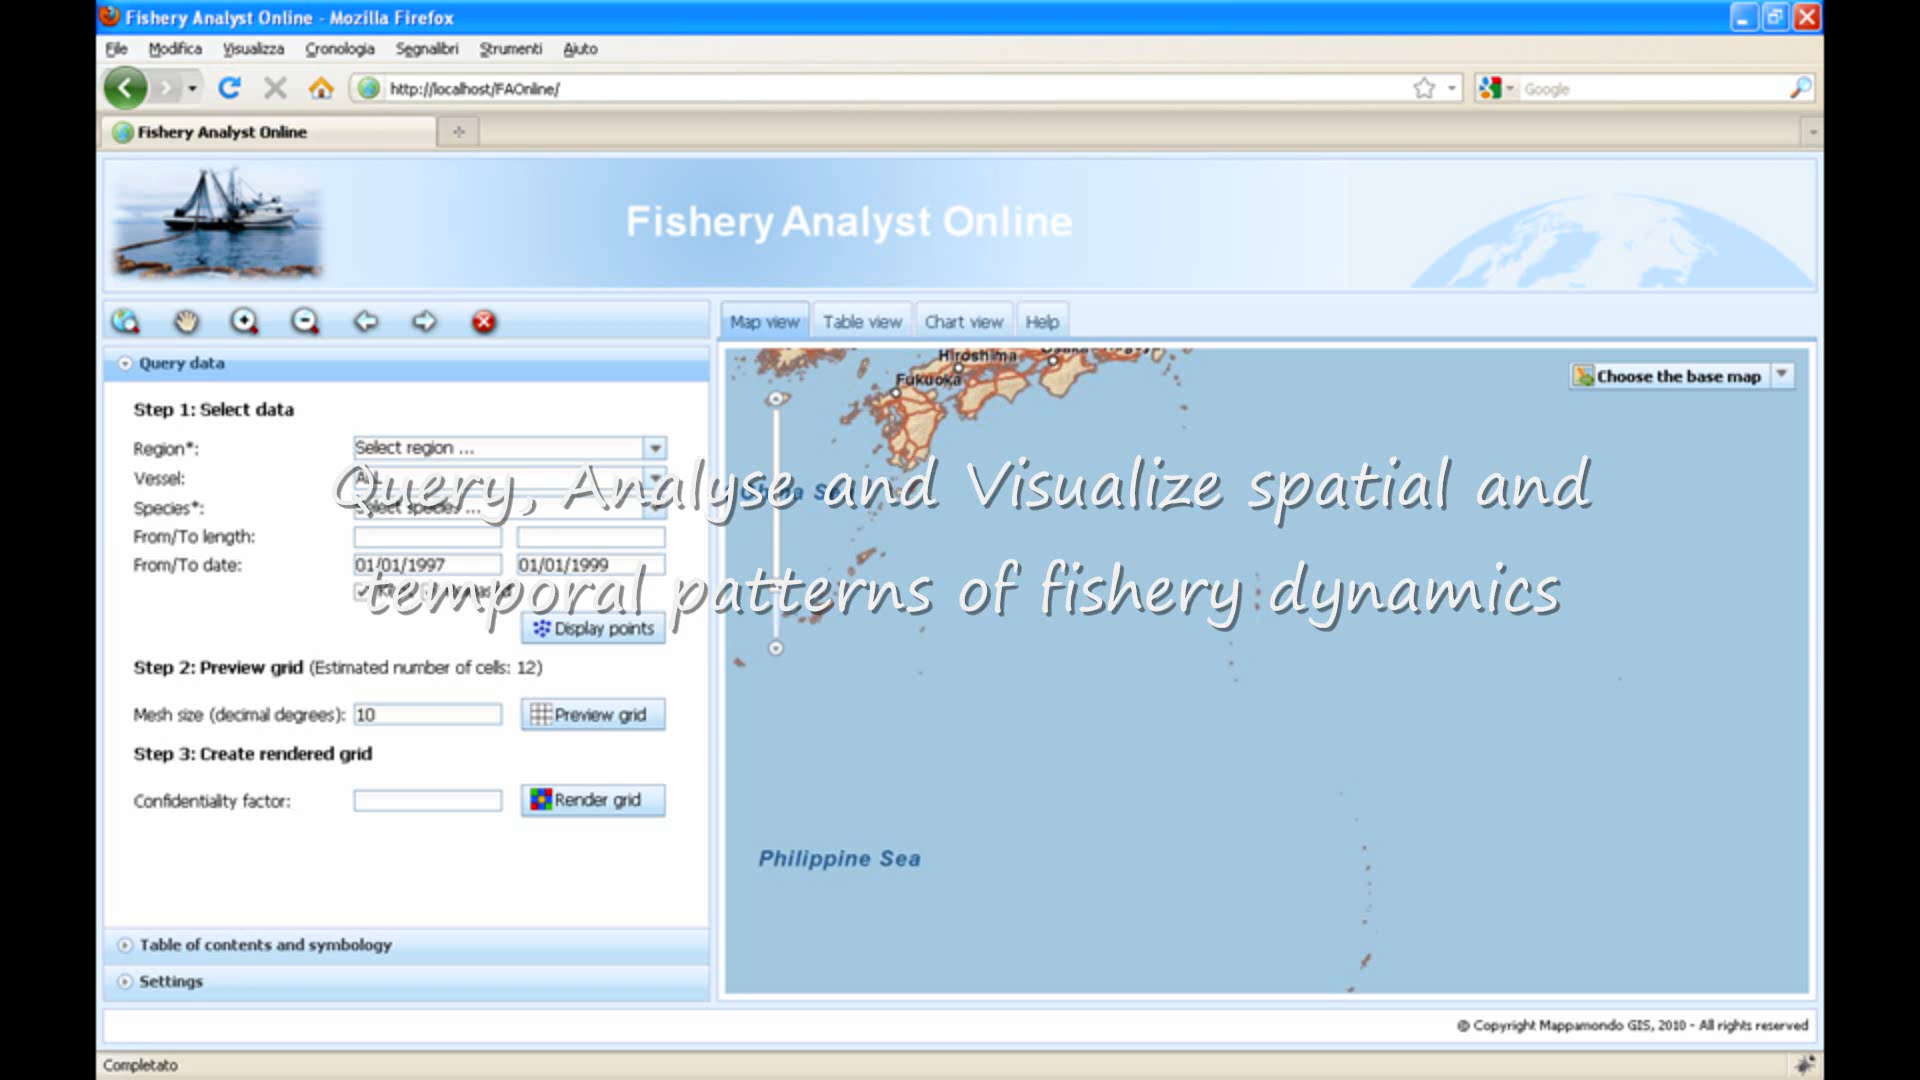 Fishery Analyst Online - Mozilla Firefox
File Modifica Visualizza Cronologia Segnalibri Strumenti Aiuto
http://localhost/FAOnline/
Google
Fishery Analyst Online
Fishery Analyst Online
Map view Table view Chart view Help
Query data
Step 1: Select data
Region*: Select region ...
Vessel:
Species*: Select species ...
From/To length:
From/To date: 01/01/1997 01/01/1999
Display points
Step 2: Preview grid (Estimated number of cells: 12)
Mesh size (decimal degrees): 10 Preview grid
Step 3: Create rendered grid
Confidentiality factor: Render grid
Table of contents and symbology
Settings
Hiroshima
Fukuoka
Choose the base map
Philippine Sea
Query, Analyse and Visualize spatial and
temporal patterns of fishery dynamics
© Copyright Mappamondo GIS, 2010 - All rights reserved
Completato